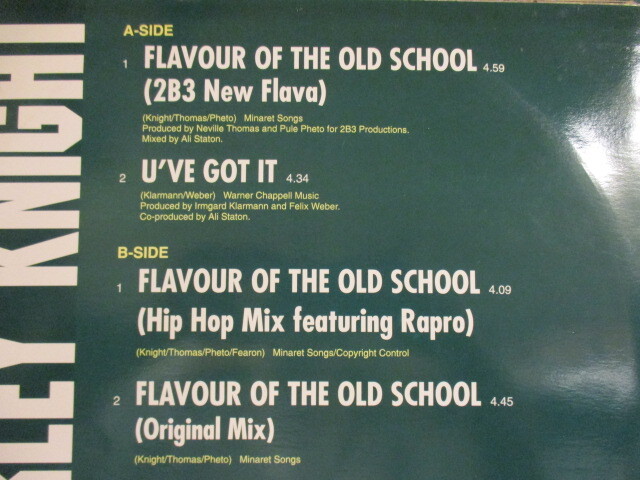 A-SIDE
1 FLAVOUR OF THE OLD SCHOOL 4.59
(2B3 New Flava)
(Knight/Thomas/Pheto) Minaret Songs
Produced by Neville Thomas and Pule Pheto for 2B3 Productions.
Mixed by Ali Staton.
2 U'VE GOT IT 4.34
(Klarmann/Weber) Warner Chappell Music
Produced by Irmgard Klarmann and Felix Weber.
Co-produced by Ali Staton.
B-SIDE
1 FLAVOUR OF THE OLD SCHOOL 4.09
(Hip Hop Mix featuring Rapro)
(Knight/Thomas/Pheto/Fearon) Minaret Songs/Copyright Control
2 FLAVOUR OF THE OLD SCHOOL 4.45
(Original Mix)
(Knight/Thomas/Pheto) Minaret Songs
RLEY KNIGHT